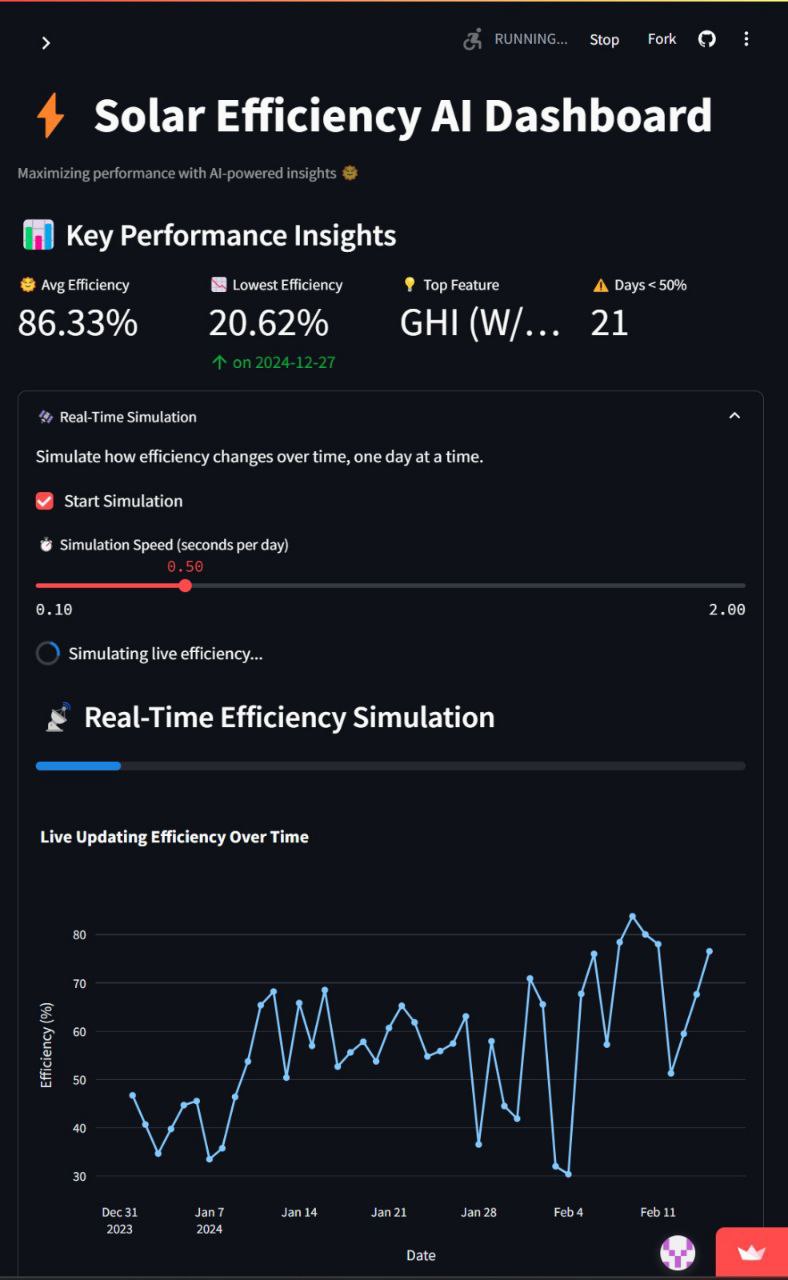 RUNNING...
Stop
Fork
Solar Efficiency AI Dashboard
Maximizing performance with AI-powered insights
Key Performance Insights
Avg Efficiency
86.33%
Lowest Efficiency
20.62%
↑ on 2024-12-27
Top Feature
GHI (W/...
Days < 50%
21
Real-Time Simulation
Simulate how efficiency changes over time, one day at a time.
Start Simulation
Simulation Speed (seconds per day)
0.50
0.10
2.00
Simulating live efficiency...
Real-Time Efficiency Simulation
Live Updating Efficiency Over Time
Efficiency (%)
80
70
60
50
40
30
Dec 31
2023
Jan 7
2024
Jan 14
Jan 21
Jan 28
Feb 4
Feb 11
Date